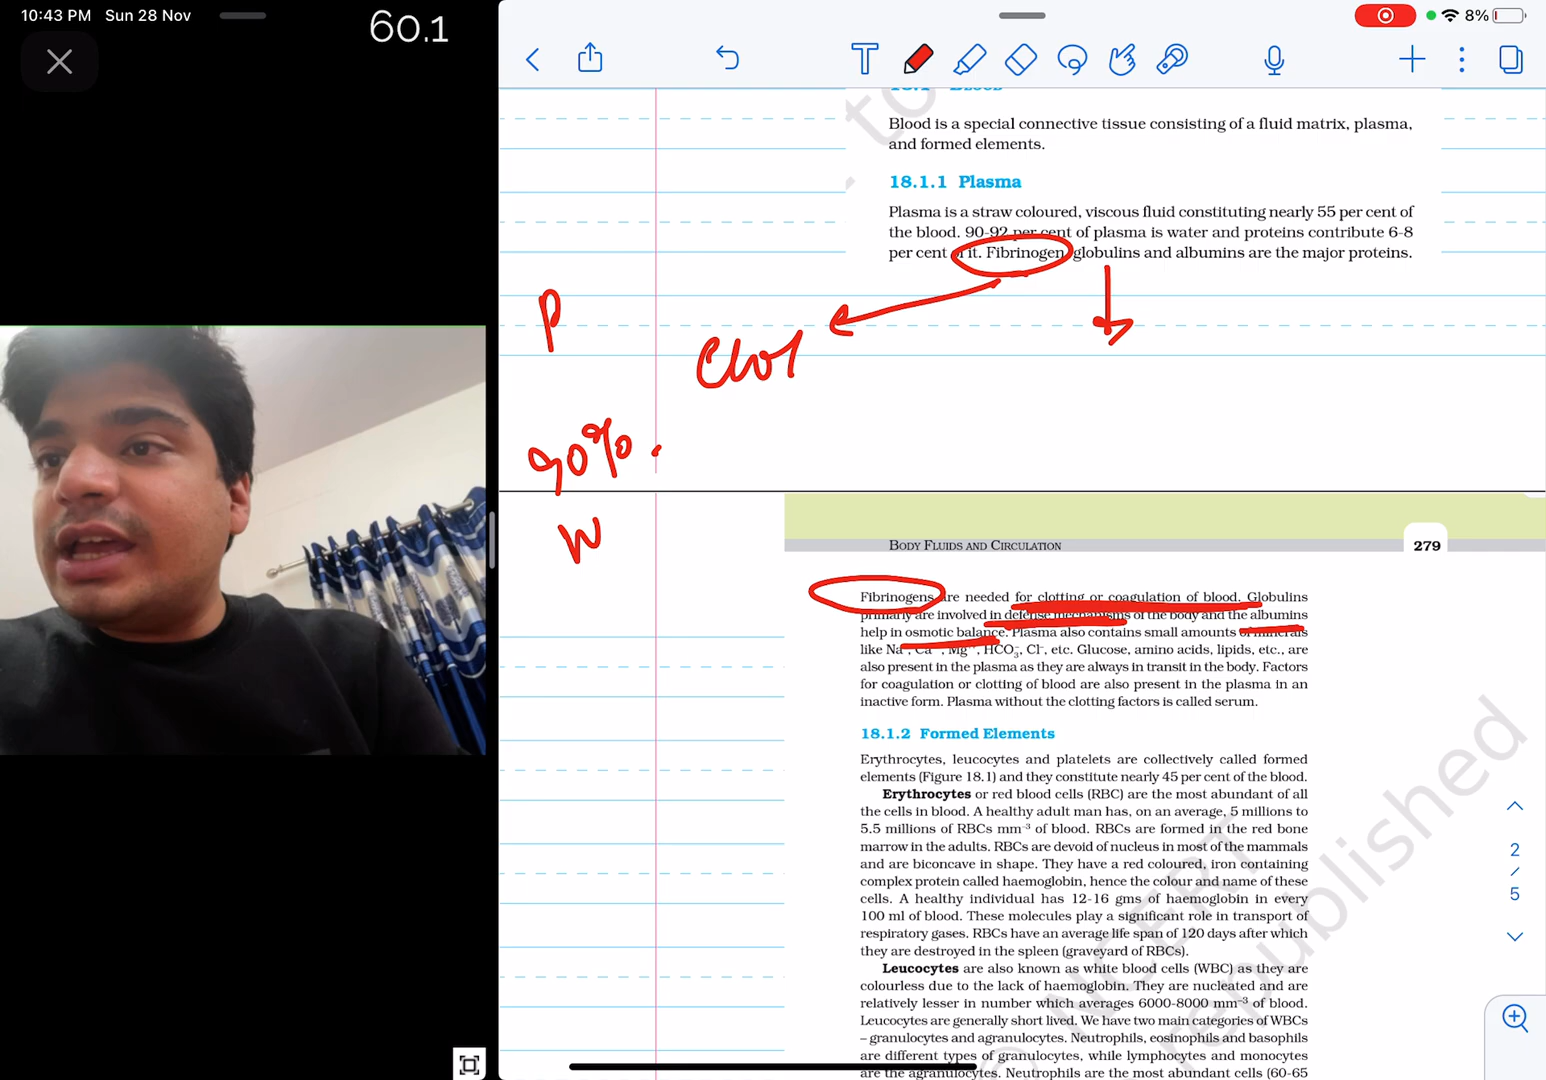 10:43 PM Sun 28 Nov
60.1
8%
18.1 Blood
Blood is a special connective tissue consisting of a fluid matrix, plasma,
and formed elements.
18.1.1 Plasma
Plasma is a straw coloured, viscous fluid constituting nearly 55 per cent of
the blood. 90-92 per cent of plasma is water and proteins contribute 6-8
per cent of it. Fibrinogen, globulins and albumins are the major proteins.
P
Clot
90%.
W
BODY FLUIDS AND CIRCULATION
279
Fibrinogens are needed for clotting or coagulation of blood. Globulins
primarily are involved in defense mechanisms of the body and the albumins
help in osmotic balance. Plasma also contains small amounts of minerals
like Na⁺, Ca⁺⁺, Mg⁺⁺, HCO₃⁻, Cl⁻, etc. Glucose, amino acids, lipids, etc., are
also present in the plasma as they are always in transit in the body. Factors
for coagulation or clotting of blood are also present in the plasma in an
inactive form. Plasma without the clotting factors is called serum.
18.1.2 Formed Elements
Erythrocytes, leucocytes and platelets are collectively called formed
elements (Figure 18.1) and they constitute nearly 45 per cent of the blood.
Erythrocytes or red blood cells (RBC) are the most abundant of all
the cells in blood. A healthy adult man has, on an average, 5 millions to
5.5 millions of RBCs mm⁻³ of blood. RBCs are formed in the red bone
marrow in the adults. RBCs are devoid of nucleus in most of the mammals
and are biconcave in shape. They have a red coloured, iron containing
complex protein called haemoglobin, hence the colour and name of these
cells. A healthy individual has 12-16 gms of haemoglobin in every
100 ml of blood. These molecules play a significant role in transport of
respiratory gases. RBCs have an average life span of 120 days after which
they are destroyed in the spleen (graveyard of RBCs).
Leucocytes are also known as white blood cells (WBC) as they are
colourless due to the lack of haemoglobin. They are nucleated and are
relatively lesser in number which averages 6000-8000 mm⁻³ of blood.
Leucocytes are generally short lived. We have two main categories of WBCs
– granulocytes and agranulocytes. Neutrophils, eosinophils and basophils
are different types of granulocytes, while lymphocytes and monocytes
are the agranulocytes. Neutrophils are the most abundant cells (60-65
to
© NCERT
republished
2
/
5
T